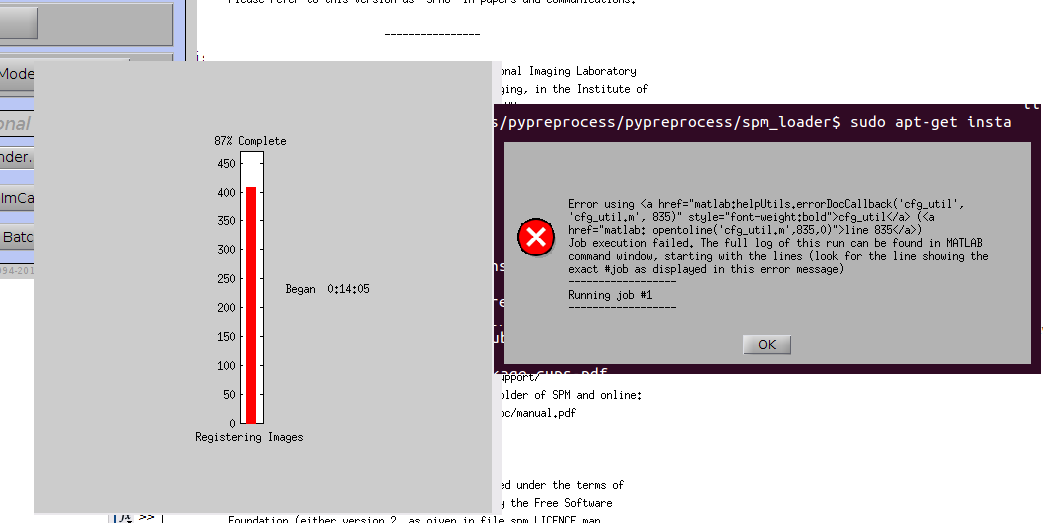 Please refer to this version as "SPM8" in papers and communications.
----------------
onal Imaging Laboratory
ging, in the Institute of
Mode
onal
nder.
ImCa
Batc
994-201
87% Complete
450
400
350
300
250
200
150
100
50
0
Began 0:14:05
Registering Images
s/pypreprocess/pypreprocess/spm_loader$ sudo apt-get insta
Error using <a href="matlab:helpUtils.errorDocCallback('cfg_util',
'cfg_util.m', 835)" style="font-weight:bold">cfg_util</a> (<a
href="matlab: opentoline('cfg_util.m',835,0)">line 835</a>)
Job execution failed. The full log of this run can be found in MATLAB
command window, starting with the lines (look for the line showing the
exact #job as displayed in this error message)
------------------
Running job #1
------------------
OK
upport/
older of SPM and online:
oc/manual.pdf
ed under the terms of
g the Free Software
fx >>
Foundation (either version 2, as given in file spm_LICENCE.man,